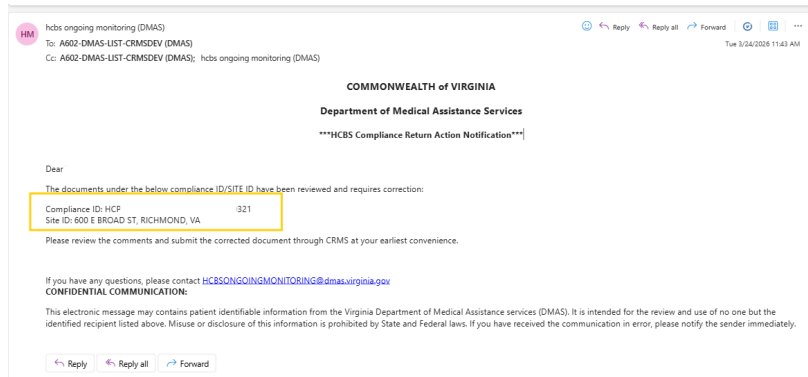 HM
hcbs ongoing monitoring (DMAS)
Reply Reply all Forward
To: A602-DMAS-LIST-CRMSDEV (DMAS)
Tue 3/24/2026 11:43 AM
Cc: A602-DMAS-LIST-CRMSDEV (DMAS); hcbs ongoing monitoring (DMAS)
COMMONWEALTH of VIRGINIA
Department of Medical Assistance Services
***HCBS Compliance Return Action Notification***
Dear
The documents under the below compliance ID/SITE ID have been reviewed and requires correction:
Compliance ID: HCP 321
Site ID: 600 E BROAD ST, RICHMOND, VA
Please review the comments and submit the corrected document through CRMS at your earliest convenience.
If you have any questions, please contact HCBSONGOINGMONITORING@dmas.virginia.gov
CONFIDENTIAL COMMUNICATION:
This electronic message may contains patient identifiable information from the Virginia Department of Medical Assistance services (DMAS). It is intended for the review and use of no one but the
identified recipient listed above. Misuse or disclosure of this information is prohibited by State and Federal laws. If you have received the communication in error, please notify the sender immediately.
Reply Reply all Forward